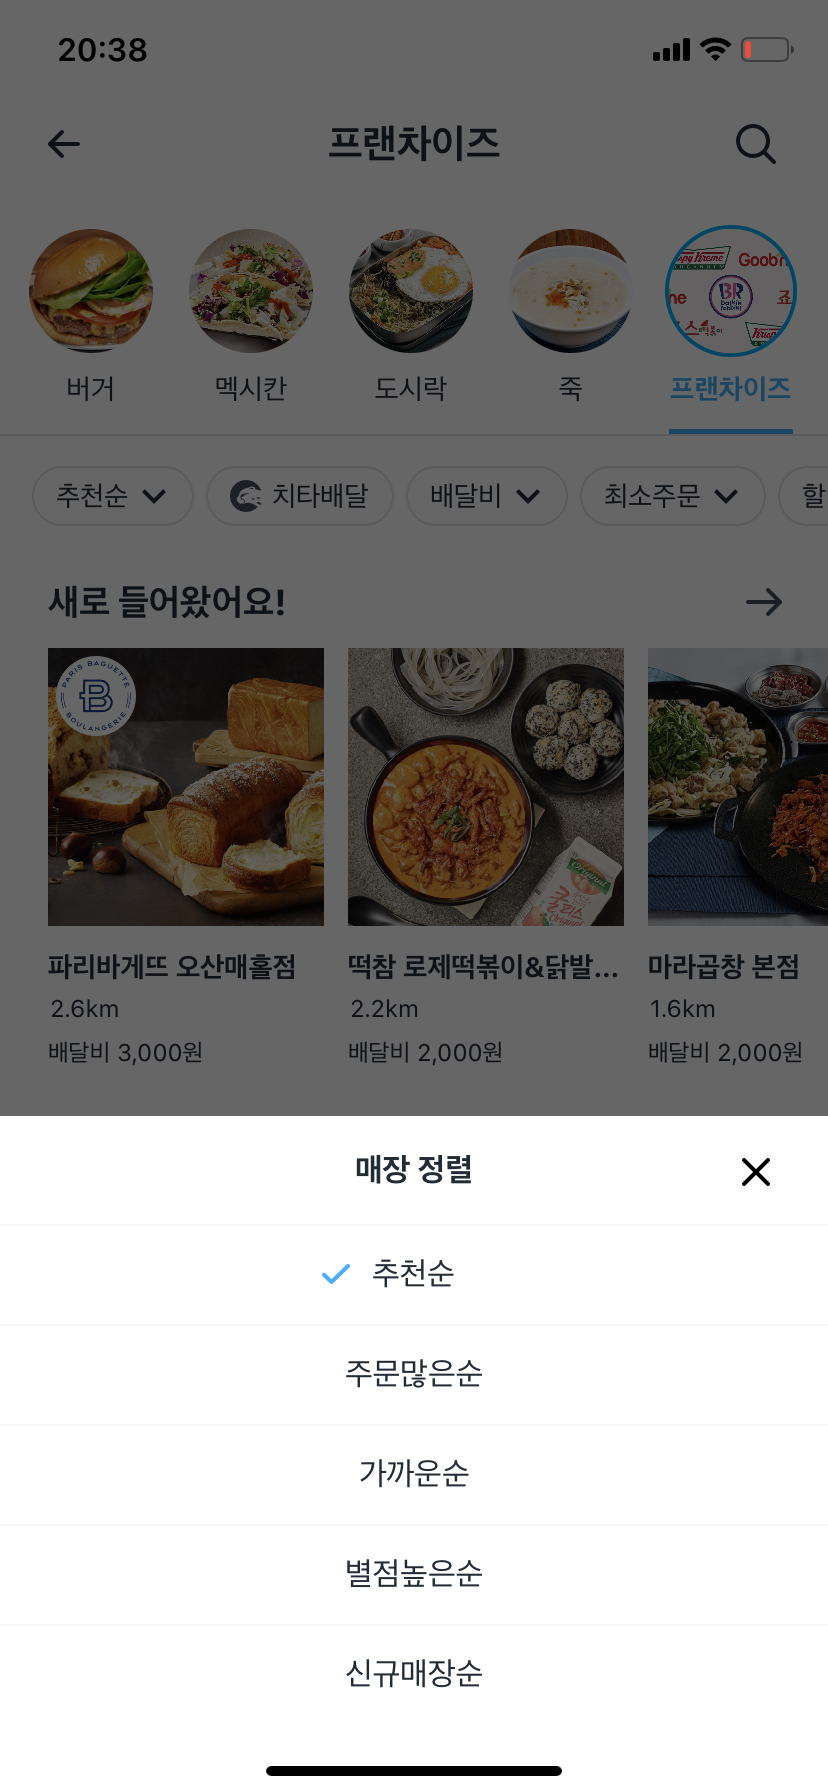 20:38
프랜차이즈
Goobn
BR
버거
멕시칸
도시락
죽
프랜차이즈
추천순
치타배달
배달비
최소주문
할
새로 들어왔어요!
PARIS BAGUETTE
B
BOULANGERIE
쿨피스
Original
파리바게뜨 오산매홀점
떡참 로제떡볶이&닭발...
마라곱창 본점
2.6km
2.2km
1.6km
배달비 3,000원
배달비 2,000원
배달비 2,000원
매장 정렬
추천순
주문많은순
가까운순
별점높은순
신규매장순